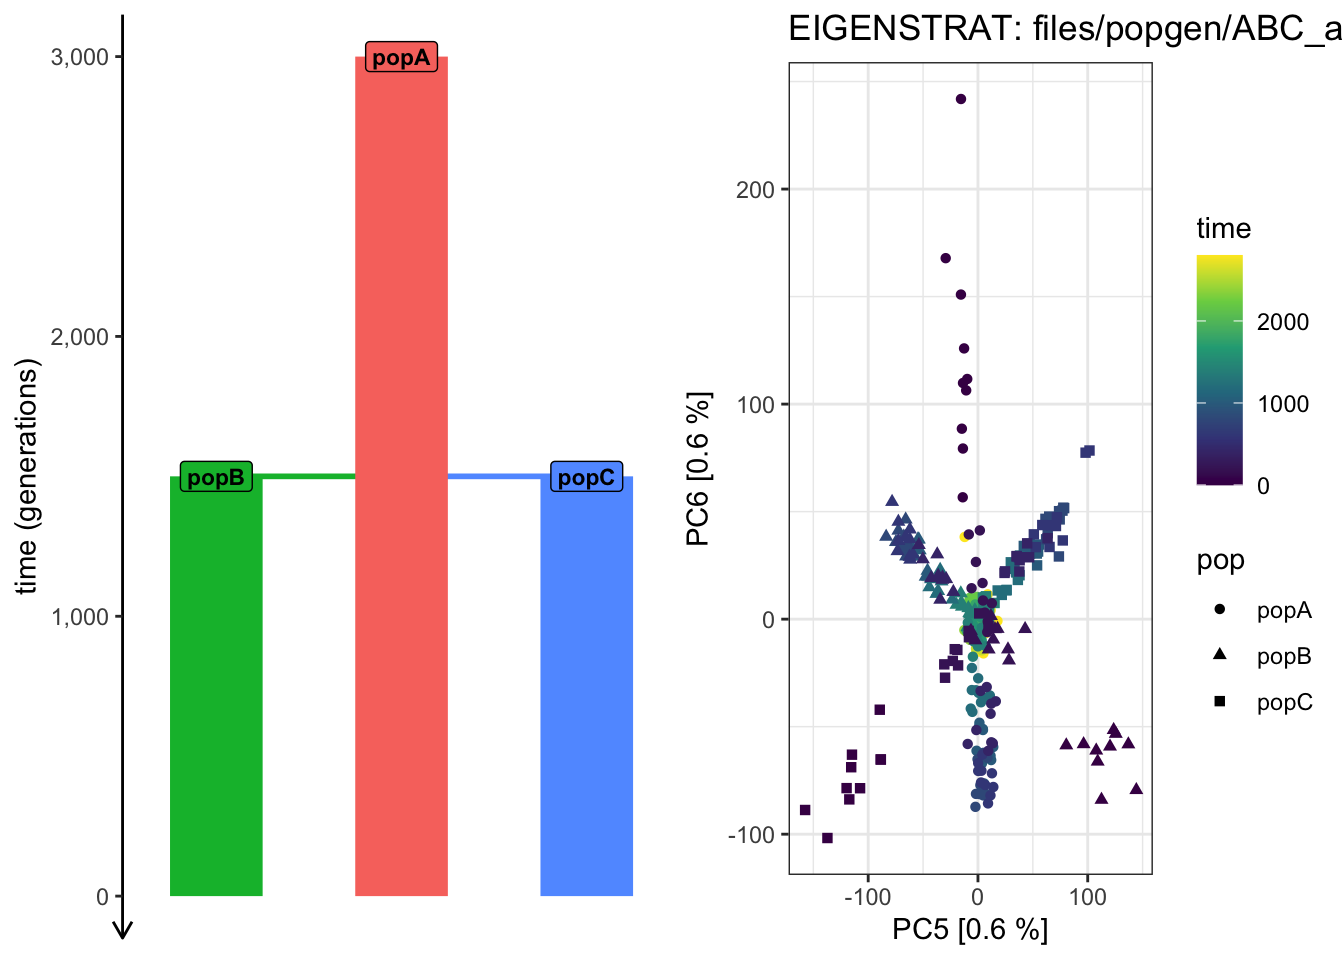 EIGENSTRAT: files/popgen/ABC_a
3,000
2,000
1,000
0
time (generations)
popA
popB
popC
200
100
0
-100
PC6 [0.6 %]
-100
0
100
PC5 [0.6 %]
time
2000
1000
0
pop
popA
popB
popC